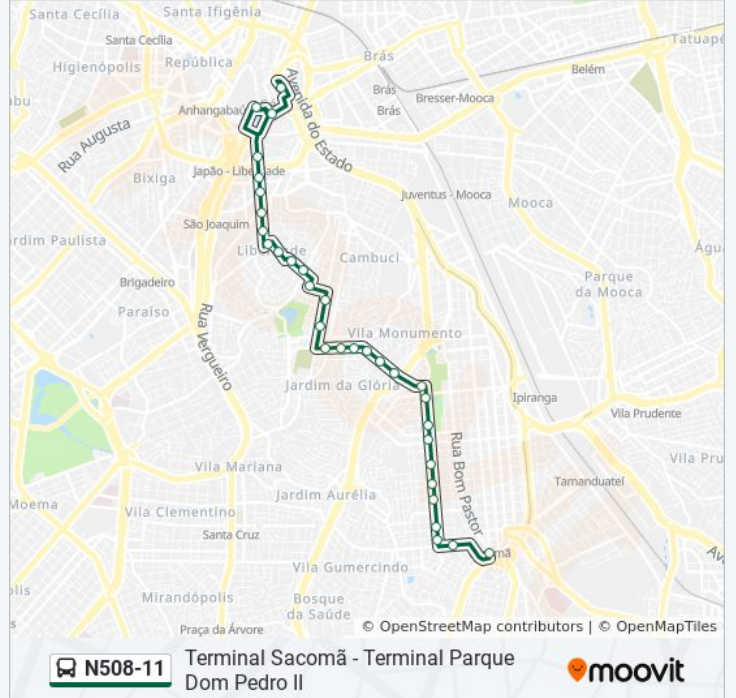 Santa Cecília
Santa Ifigênia
Santa Cecília
República
Brás
Tatuapé
Higienópolis
Belém
Brás
Bresser-Mooca
Brás
Anhangabaú
Avenida do Estado
Rua Augusta
Bixiga
Japão - Liberdade
Juventus - Mooca
Mooca
São Joaquim
Jardim Paulista
Liberdade
Cambuci
Brigadeiro
Parque
da Mooca
Paraíso
Rua Vergueiro
Vila Monumento
Jardim da Glória
Ipiranga
Vila Prudente
Rua Bom Pastor
Vila Mariana
Vila Pru
Jardim Aurélia
Tamanduateí
Moema
Vila Clementino
Santa Cruz
mã
Vila Gumercindo
Mirandópolis
Bosque
da Saúde
Praça da Árvore
© OpenStreetMap contributors | © OpenMapTiles
N508-11
Terminal Sacomã - Terminal Parque
Dom Pedro II
moovit